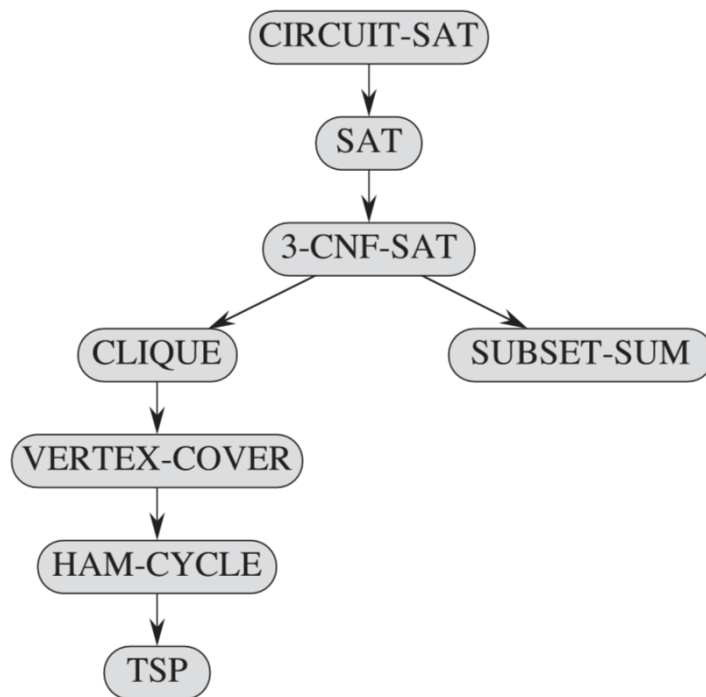 CIRCUIT-SAT
SAT
3-CNF-SAT
CLIQUE
SUBSET-SUM
VERTEX-COVER
HAM-CYCLE
TSP